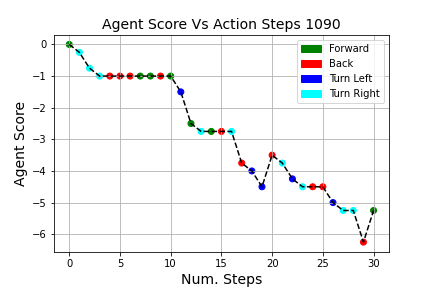 Agent Score Vs Action Steps 1090
Forward
Back
Turn Left
Turn Right
Agent Score
0
−1
−2
−3
−4
−5
−6
0 5 10 15 20 25 30
Num. Steps